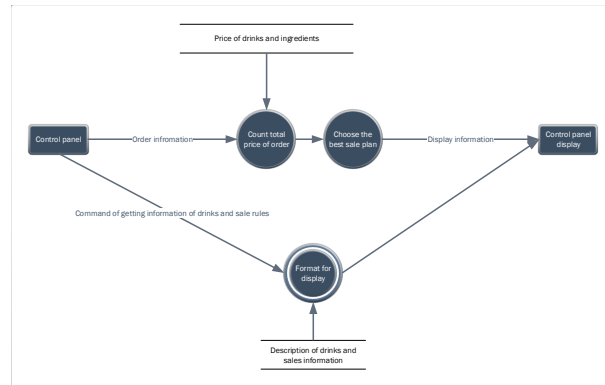 Price of drinks and ingredients
Control panel
Order infromation
Count total
price of order
Choose the
best sale plan
Display information
Control panel
display
Command of getting information of drinks and sale rules
Format for
display
Description of drinks and
sales information